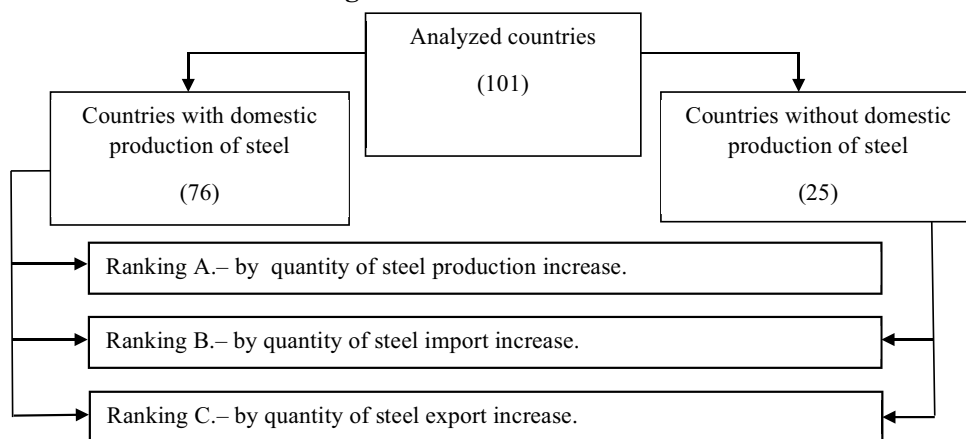 Analyzed countries
(101)
Countries with domestic
production of steel
(76)
Countries without domestic
production of steel
(25)
Ranking A.– by quantity of steel production increase.
Ranking B.– by quantity of steel import increase.
Ranking C.– by quantity of steel export increase.